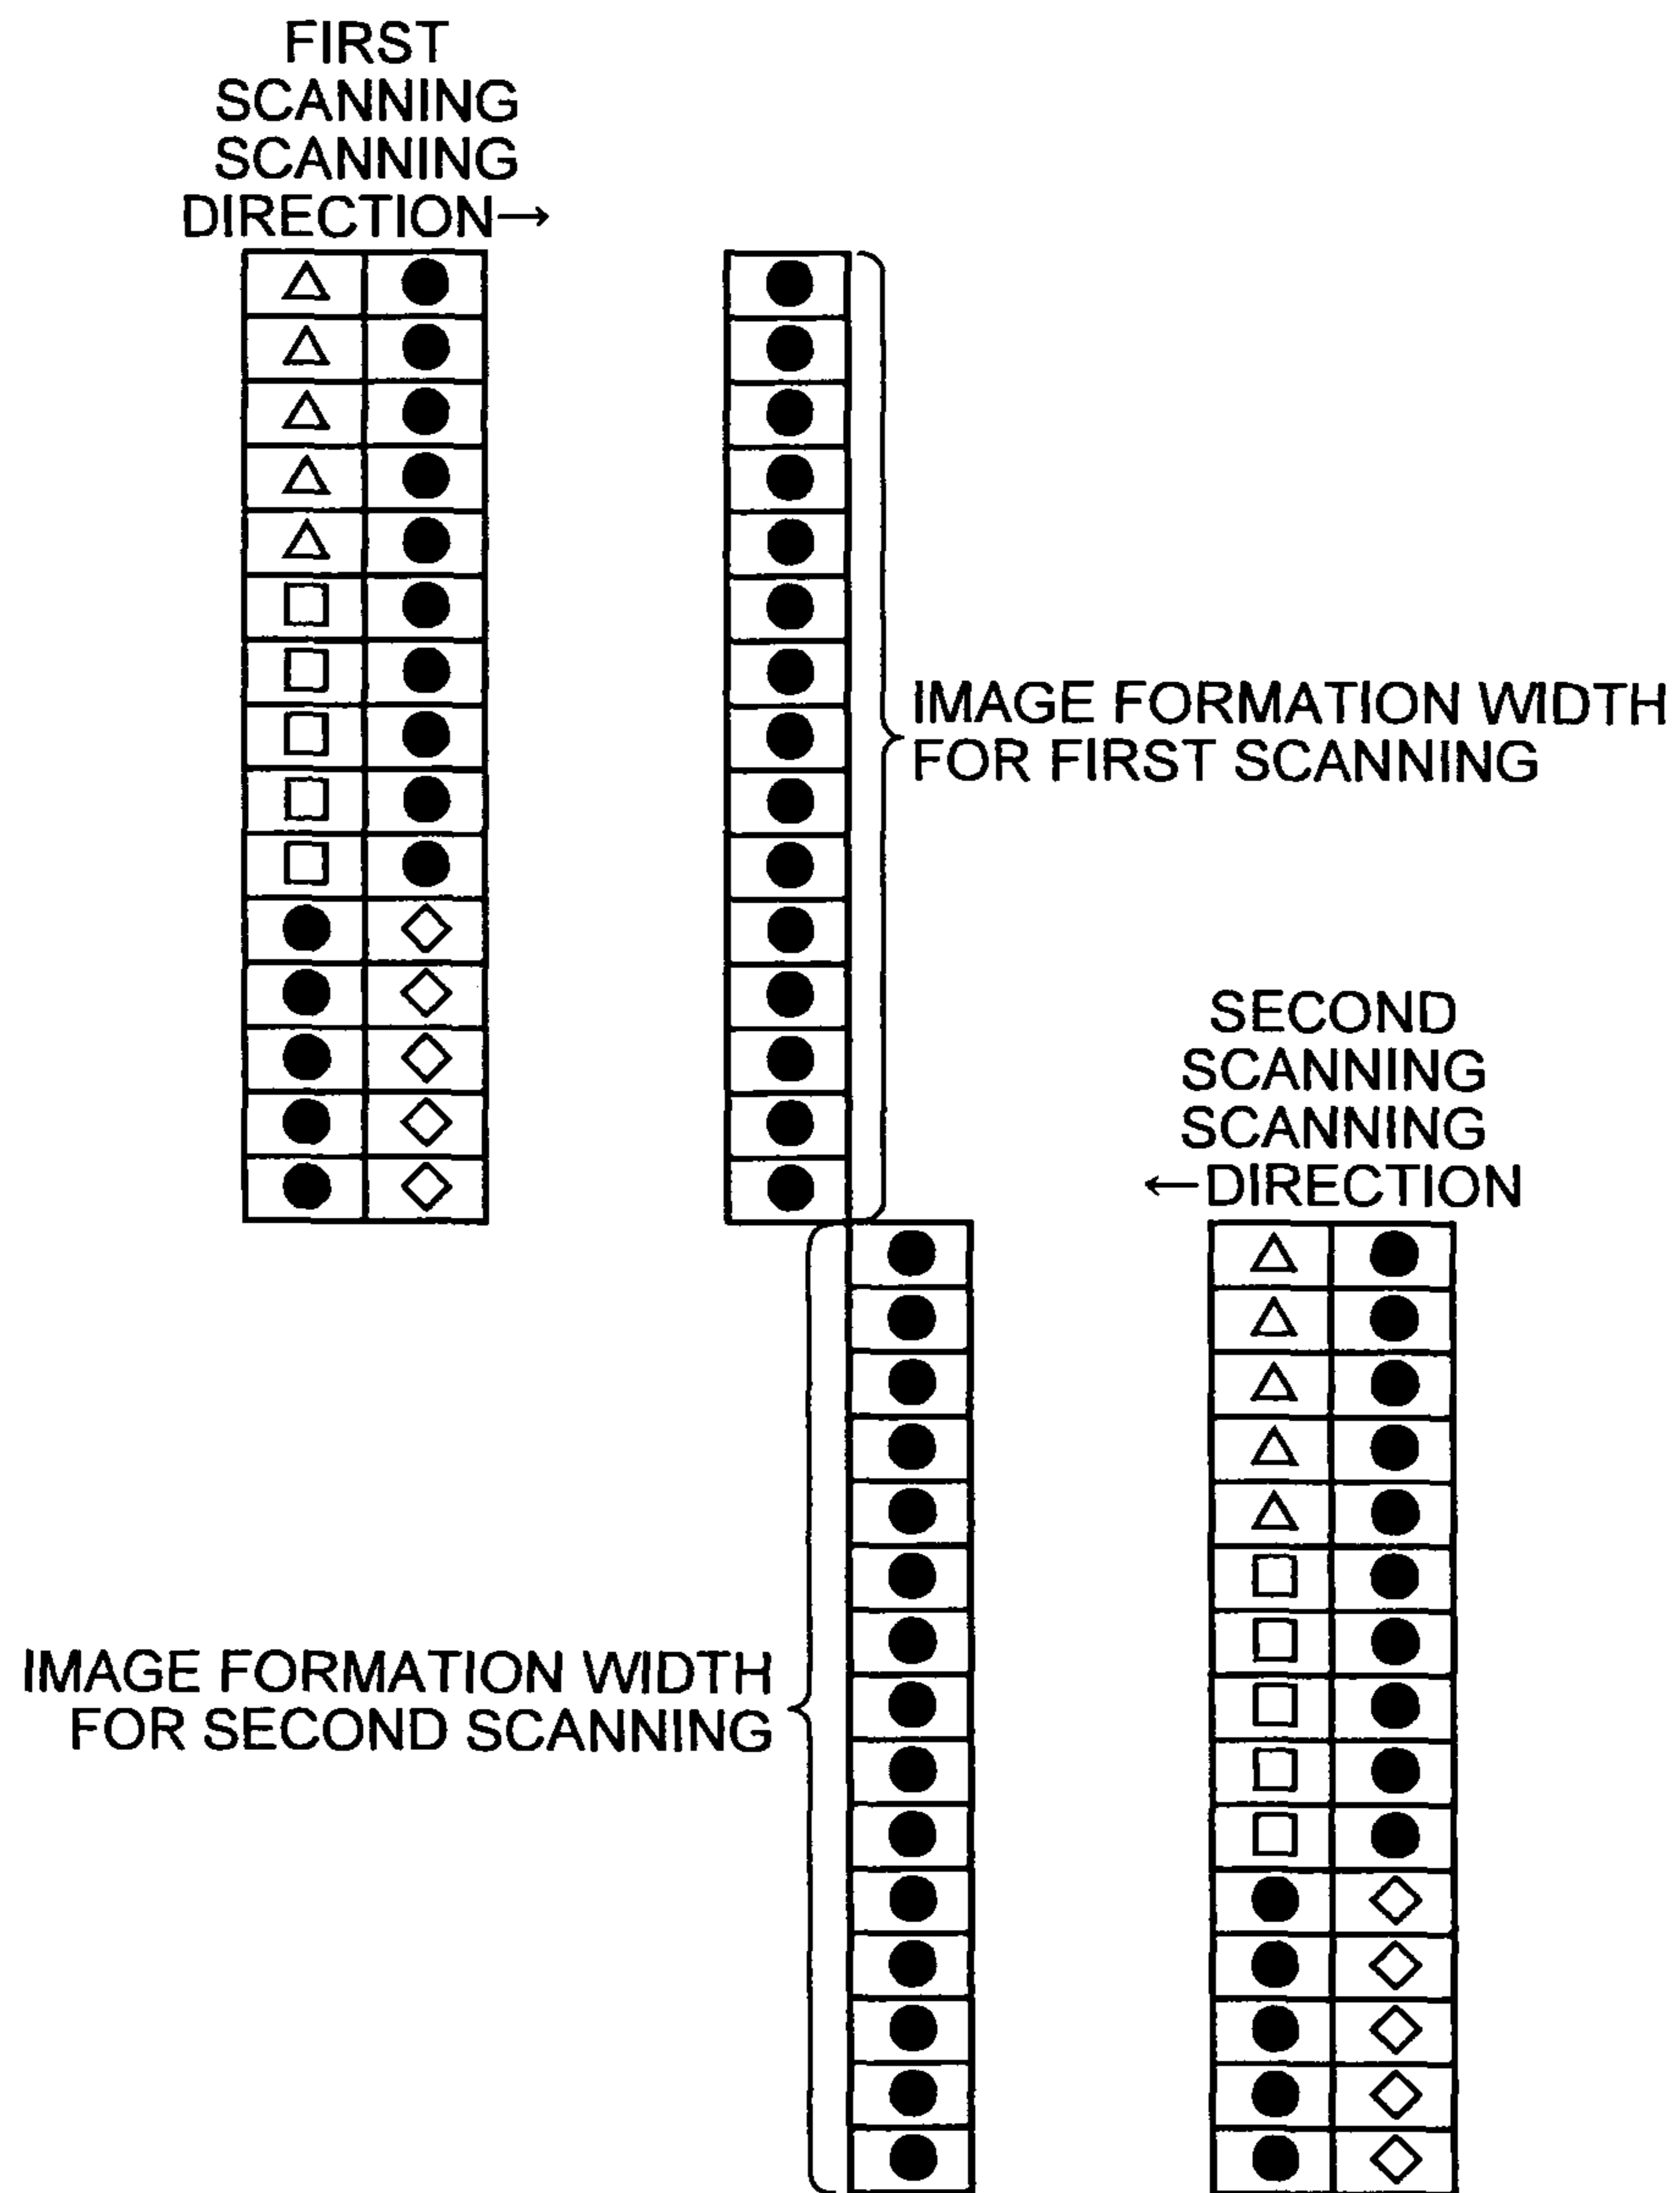 FIRST
SCANNING
SCANNING
DIRECTION→
IMAGE FORMATION WIDTH
FOR FIRST SCANNING
SECOND
SCANNING
SCANNING
←DIRECTION
IMAGE FORMATION WIDTH
FOR SECOND SCANNING